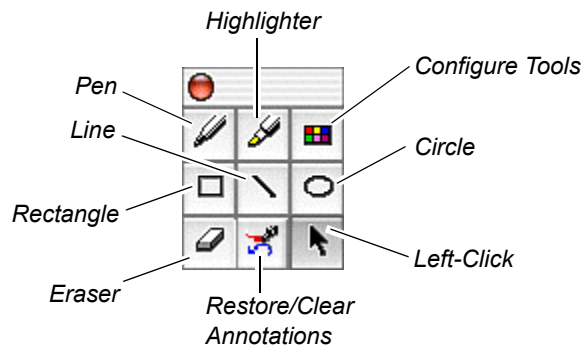 Highlighter
Configure Tools
Pen
Line
Circle
Rectangle
Left-Click
Eraser
Restore/Clear
Annotations